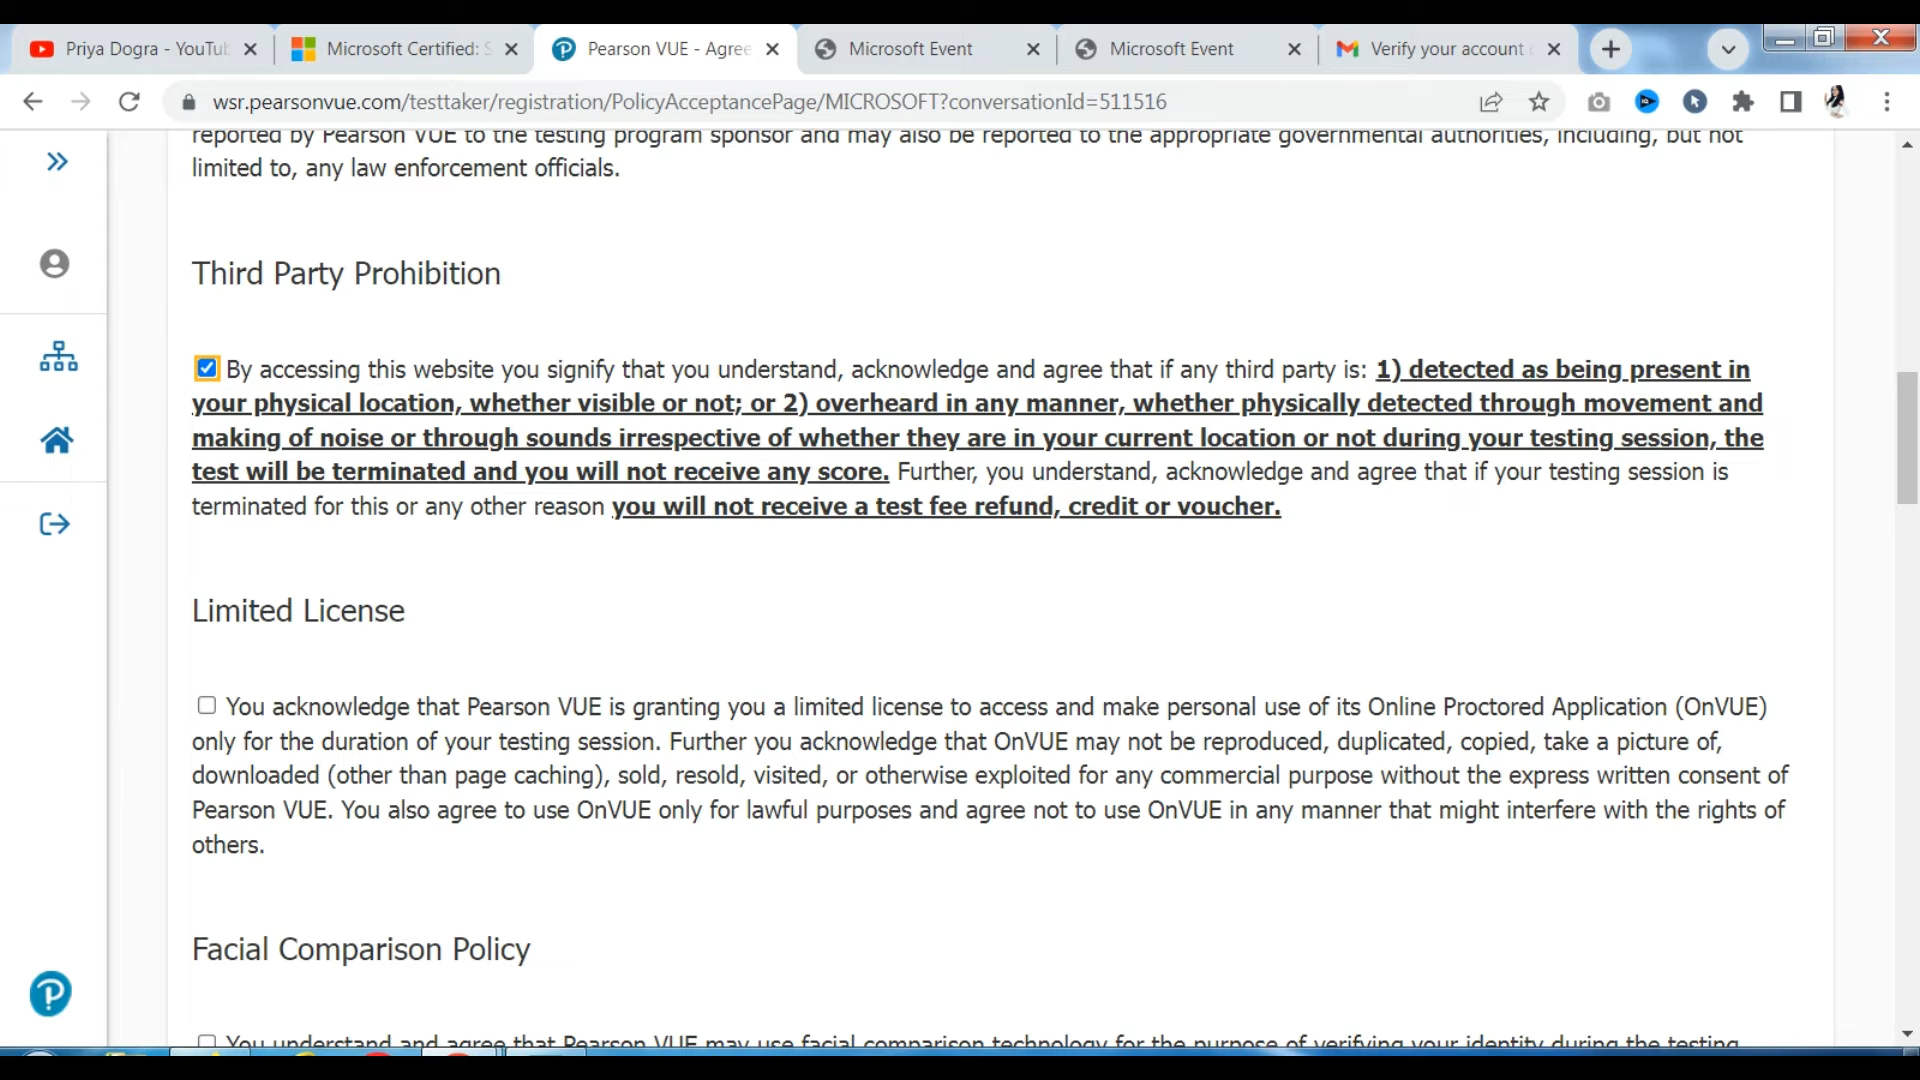 Priya Dogra - YouTub
Microsoft Certified: S
Pearson VUE - Agree
Microsoft Event
Microsoft Event
Verify your account
wsr.pearsonvue.com/testtaker/registration/PolicyAcceptancePage/MICROSOFT?conversationId=511516
reported by Pearson VUE to the testing program sponsor and may also be reported to the appropriate governmental authorities, including, but not
limited to, any law enforcement officials.
Third Party Prohibition
By accessing this website you signify that you understand, acknowledge and agree that if any third party is: 1) detected as being present in
your physical location, whether visible or not; or 2) overheard in any manner, whether physically detected through movement and
making of noise or through sounds irrespective of whether they are in your current location or not during your testing session, the
test will be terminated and you will not receive any score. Further, you understand, acknowledge and agree that if your testing session is
terminated for this or any other reason you will not receive a test fee refund, credit or voucher.
Limited License
You acknowledge that Pearson VUE is granting you a limited license to access and make personal use of its Online Proctored Application (OnVUE)
only for the duration of your testing session. Further you acknowledge that OnVUE may not be reproduced, duplicated, copied, take a picture of,
downloaded (other than page caching), sold, resold, visited, or otherwise exploited for any commercial purpose without the express written consent of
Pearson VUE. You also agree to use OnVUE only for lawful purposes and agree not to use OnVUE in any manner that might interfere with the rights of
others.
Facial Comparison Policy
You understand and agree that Pearson VUE may use facial comparison technology for the purpose of verifying your identity during the testing